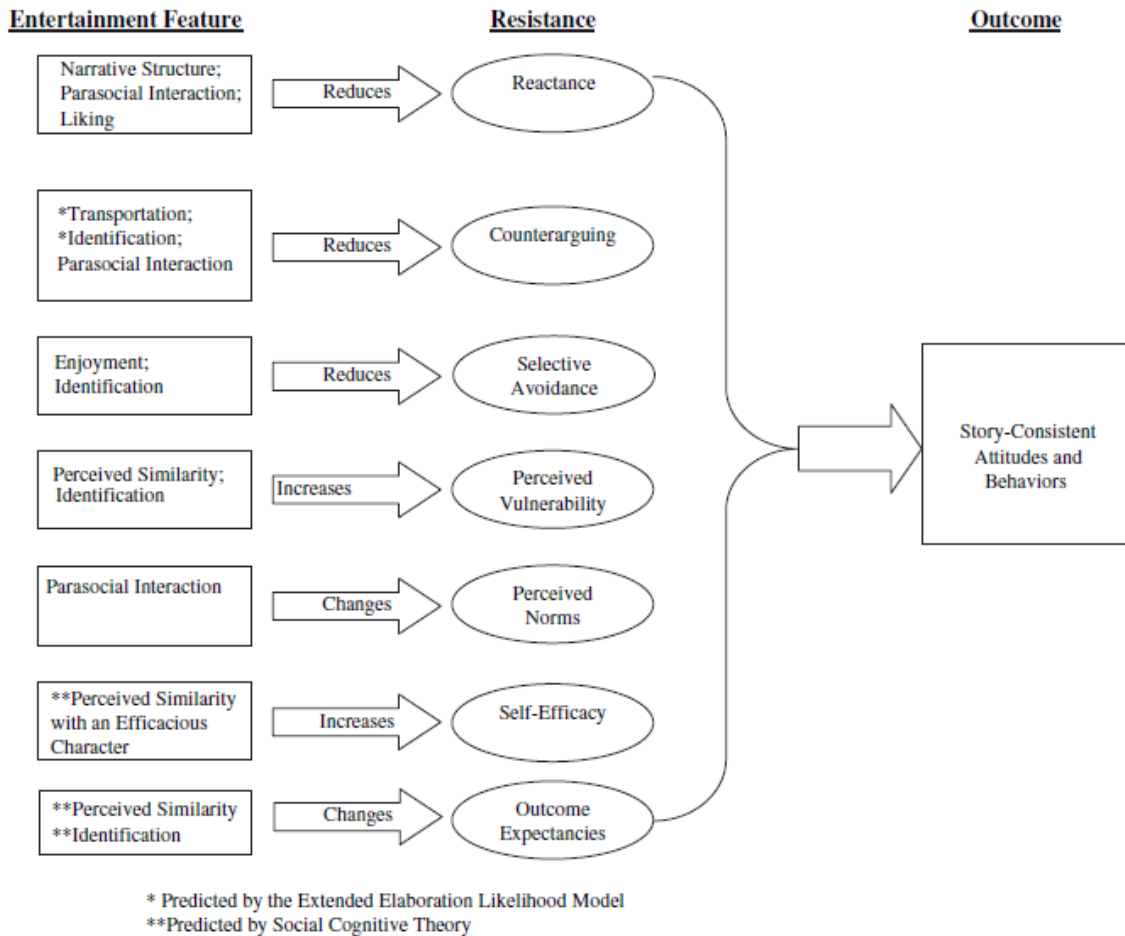 Entertainment Feature
Resistance
Outcome
Narrative Structure;
Parasocial Interaction;
Liking
Reduces
Reactance
*Transportation;
*Identification;
Parasocial Interaction
Reduces
Counterarguing
Enjoyment;
Identification
Reduces
Selective
Avoidance
Perceived Similarity;
Identification
Increases
Perceived
Vulnerability
Parasocial Interaction
Changes
Perceived
Norms
**Perceived Similarity
with an Efficacious
Character
Increases
Self-Efficacy
**Perceived Similarity
**Identification
Changes
Outcome
Expectancies
Story-Consistent
Attitudes and
Behaviors
* Predicted by the Extended Elaboration Likelihood Model
**Predicted by Social Cognitive Theory